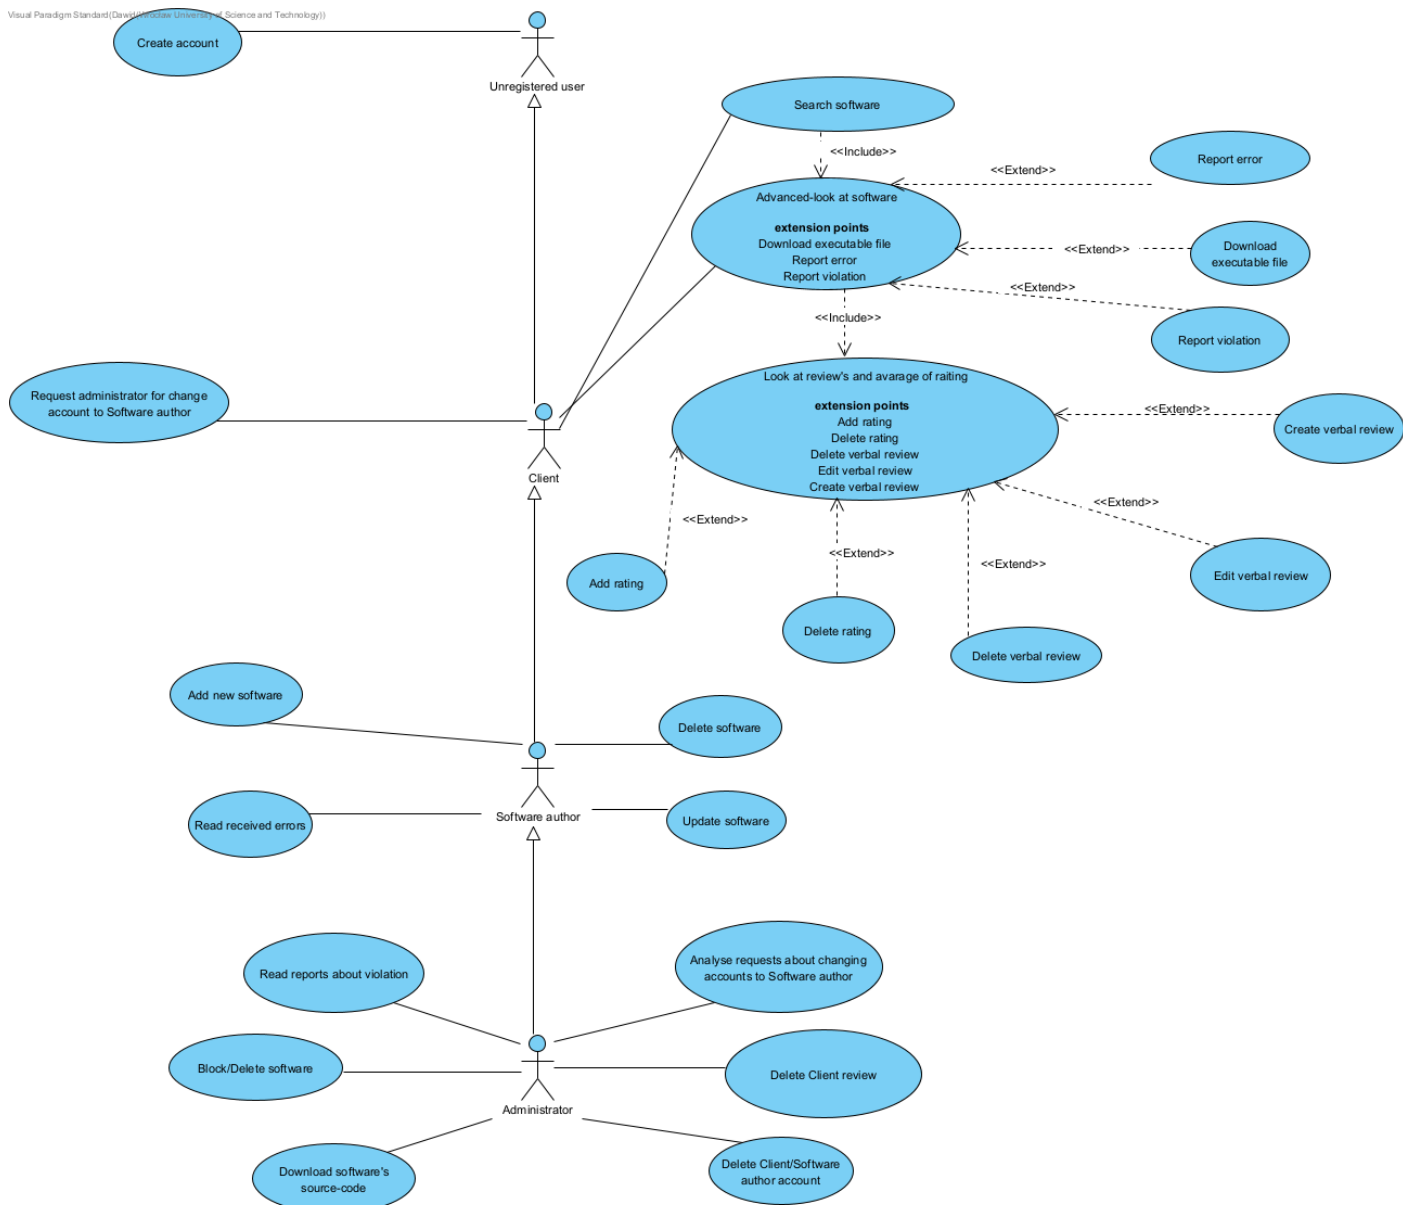 Visual Paradigm Standard(Dawid(Wroclaw University of Science and Technology))
Create account
Unregistered user
Search software
<<Include>>
Report error
<<Extend>>
Advanced-look at software
extension points
Download executable file
Report error
Report violation
<<Extend>>
Download
executable file
<<Extend>>
<<Include>>
Report violation
Request administrator for change
account to Software author
Client
Look at review's and avarage of raiting
extension points
Add rating
Delete rating
Delete verbal review
Edit verbal review
Create verbal review
<<Extend>>
Create verbal review
<<Extend>>
<<Extend>>
<<Extend>>
<<Extend>>
Add rating
Edit verbal review
Delete rating
Delete verbal review
Add new software
Delete software
Software author
Read received errors
Update software
Read reports about violation
Analyse requests about changing
accounts to Software author
Block/Delete software
Delete Client review
Administrator
Download software's
source-code
Delete Client/Software
author account